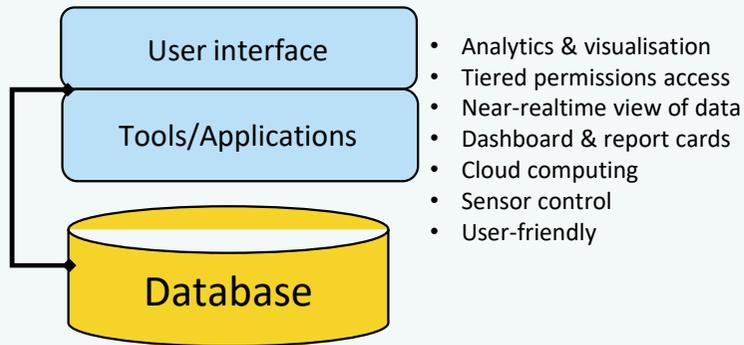 User interface
Tools/Applications
Database
• Analytics & visualisation
• Tiered permissions access
• Near-realtime view of data
• Dashboard & report cards
• Cloud computing
• Sensor control
• User-friendly